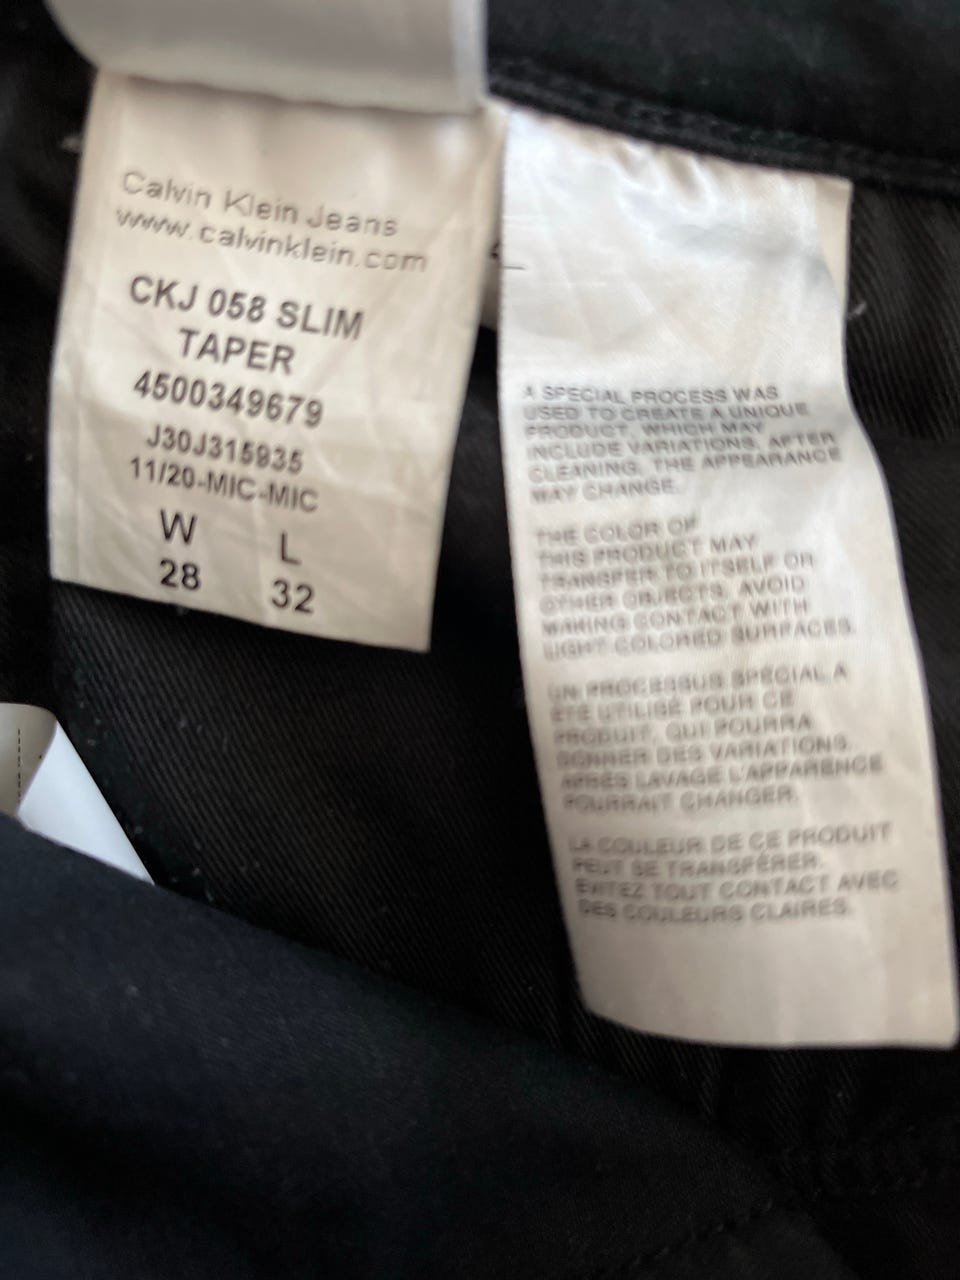 Calvin Klein Jeans
www.calvinklein.com
CKJ 058 SLIM
TAPER
4500349679
J30J315935
11/20-MIC-MIC
W L
28 32
A SPECIAL PROCESS WAS
USED TO CREATE A UNIQUE
PRODUCT, WHICH MAY
INCLUDE VARIATIONS. AFTER
CLEANING, THE APPEARANCE
MAY CHANGE.
THE COLOR OF
THIS PRODUCT MAY
TRANSFER TO ITSELF OR
OTHER OBJECTS. AVOID
MAKING CONTACT WITH
LIGHT-COLORED SURFACES.
UN PROCESSUS SPÉCIAL A
ÉTÉ UTILISÉ POUR CE
PRODUIT, QUI POURRA
DONNER DES VARIATIONS.
APRÈS LAVAGE L'APPARENCE
POURRAIT CHANGER.
LA COULEUR DE CE PRODUIT
PEUT SE TRANSFÉRER.
ÉVITEZ TOUT CONTACT AVEC
DES COULEURS CLAIRES.